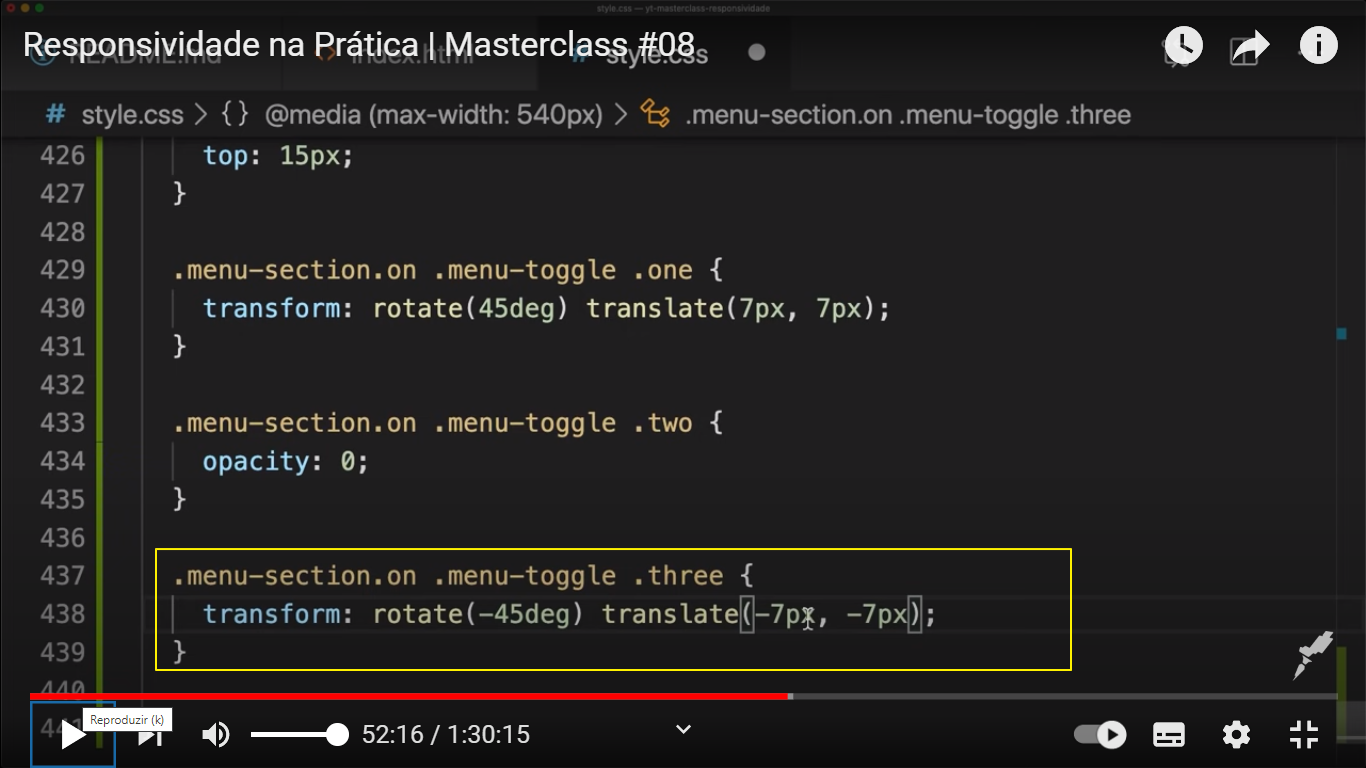 style.css — yt-masterclass-responsividade
Responsividade na Prática | Masterclass #08
README.md
index.html
# style.css
# style.css > {} @media (max-width: 540px) > .menu-section.on .menu-toggle .three
426 top: 15px;
427 }
428
429 .menu-section.on .menu-toggle .one {
430 transform: rotate(45deg) translate(7px, 7px);
431 }
432
433 .menu-section.on .menu-toggle .two {
434 opacity: 0;
435 }
436
437 .menu-section.on .menu-toggle .three {
438 transform: rotate(-45deg) translate(-7px, -7px);
439 }
440
441
Reproduzir (k)
52:16 / 1:30:15